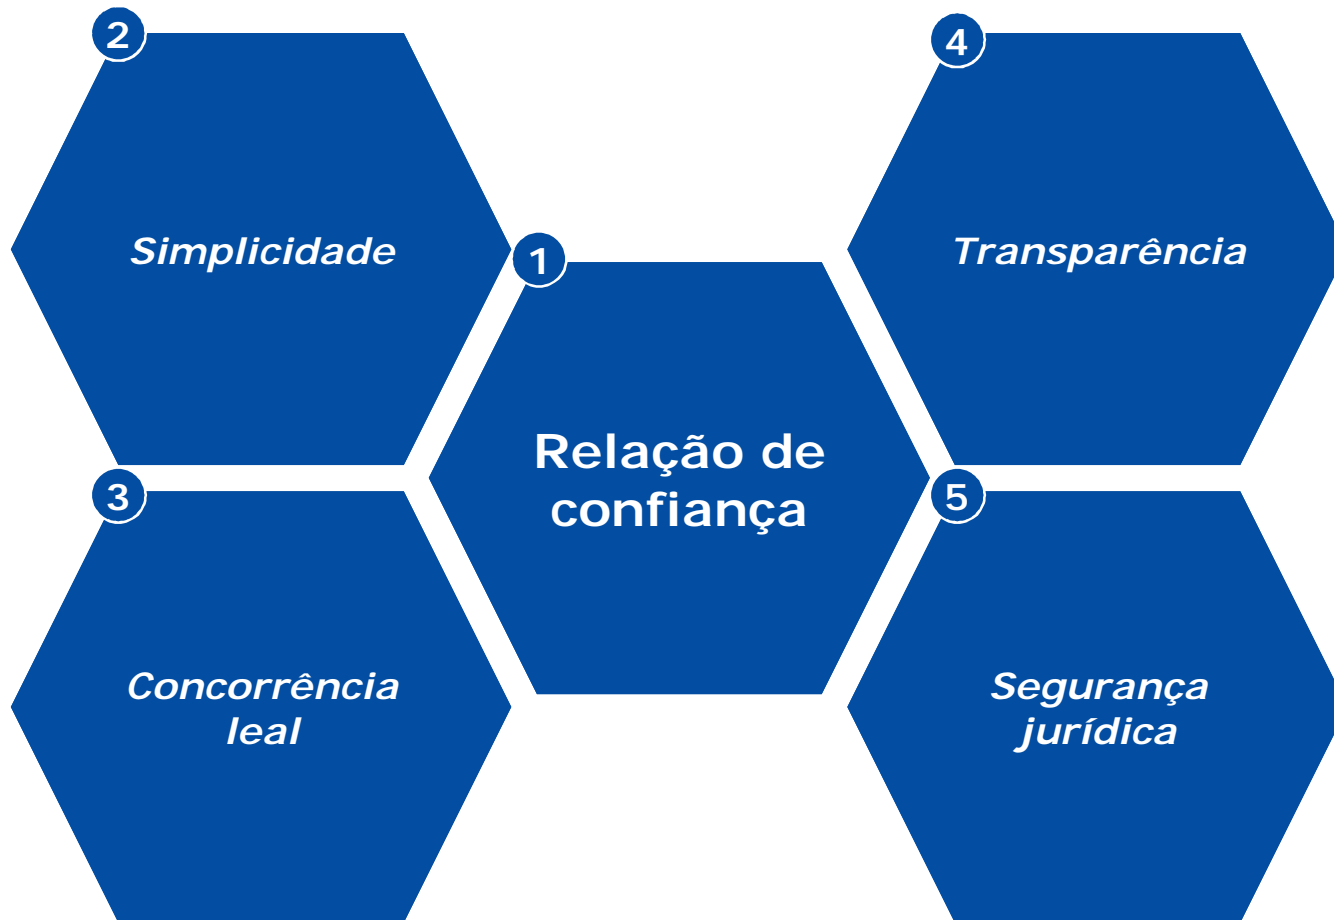 2
Simplicidade
4
Transparência
1
Relação de
confiança
3
Concorrência
leal
5
Segurança
jurídica